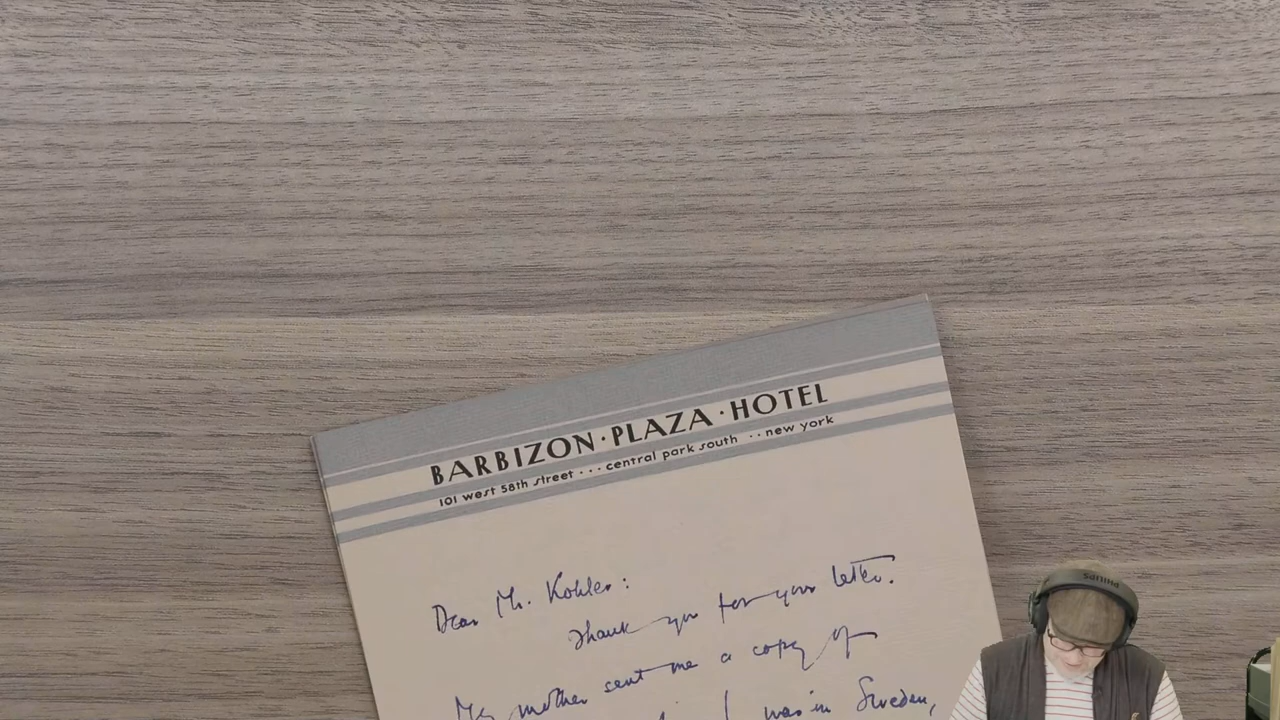 BARBIZON·PLAZA·HOTEL
101 west 58th street ... central park south .. new york
Dear Mr. Kohler:
Thank you for your letter.
My mother sent me a copy of
I was in Sweden,
PHILIPS